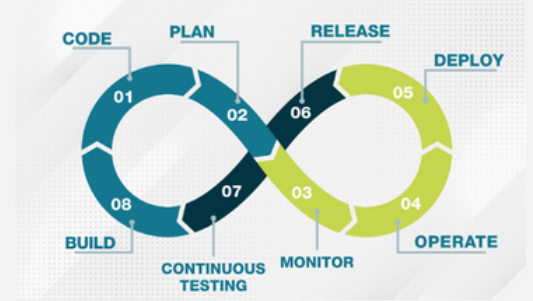 CODE
PLAN
RELEASE
DEPLOY
01
02
06
05
08
07
03
04
BUILD
CONTINUOUS
TESTING
MONITOR
OPERATE